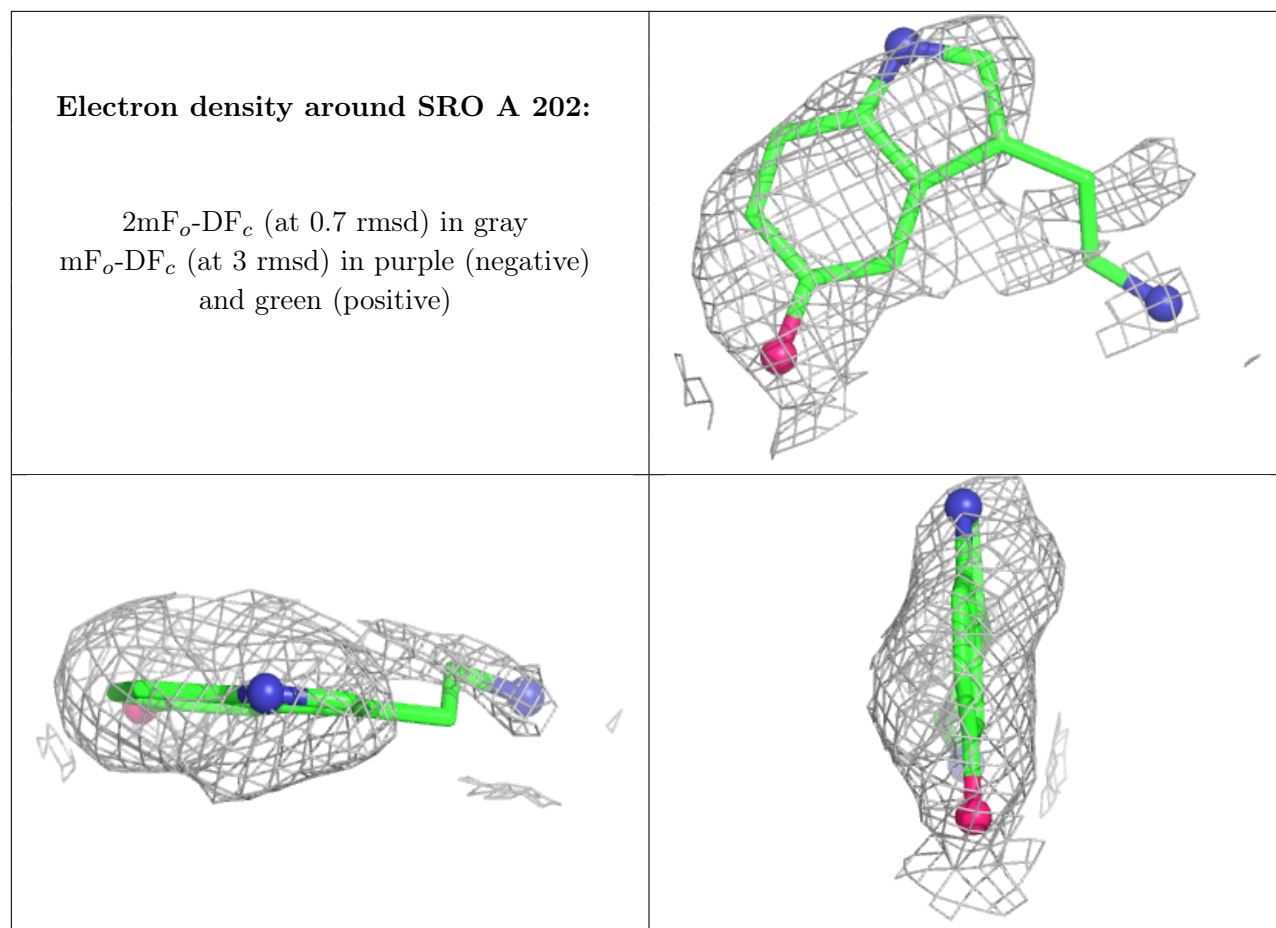 Electron density around SRO A 202:
2mFo-DFc (at 0.7 rmsd) in gray
mFo-DFc (at 3 rmsd) in purple (negative)
and green (positive)